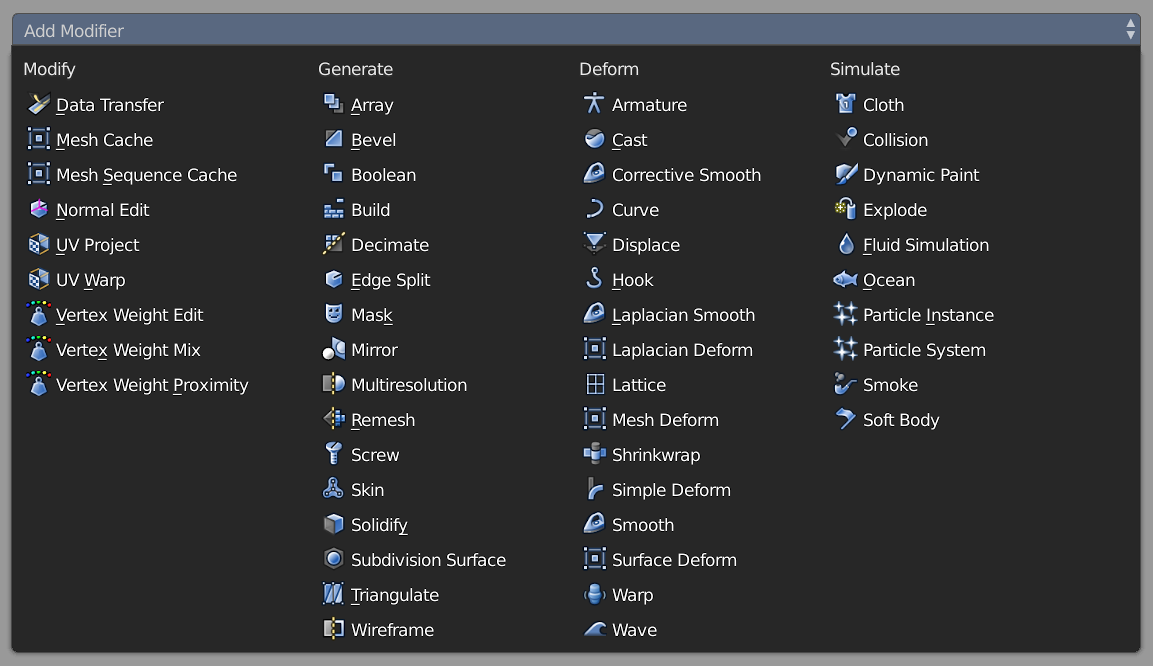 Add Modifier
Modify
Data Transfer
Mesh Cache
Mesh Sequence Cache
Normal Edit
UV Project
UV Warp
Vertex Weight Edit
Vertex Weight Mix
Vertex Weight Proximity
Generate
Array
Bevel
Boolean
Build
Decimate
Edge Split
Mask
Mirror
Multiresolution
Remesh
Screw
Skin
Solidify
Subdivision Surface
Triangulate
Wireframe
Deform
Armature
Cast
Corrective Smooth
Curve
Displace
Hook
Laplacian Smooth
Laplacian Deform
Lattice
Mesh Deform
Shrinkwrap
Simple Deform
Smooth
Surface Deform
Warp
Wave
Simulate
Cloth
Collision
Dynamic Paint
Explode
Fluid Simulation
Ocean
Particle Instance
Particle System
Smoke
Soft Body